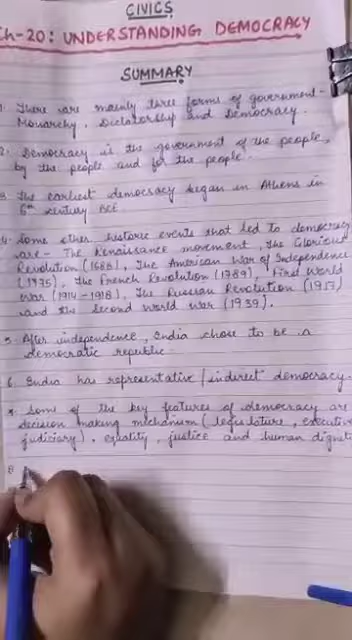 CIVICS
Ch-20: UNDERSTANDING DEMOCRACY
SUMMARY
1. There are mainly three forms of government-
Monarchy, Dictatorship and Democracy.
2. Democracy is the government of the people,
by the people and for the people.
3. The earliest democracy began in Athens in
6th century BCE
4. Some other historic events that led to democracy
are - The Renaissance movement, The Glorious
Revolution (1688), The American War of Independence
(1775), The French Revolution (1789), First World
War (1914-1918), The Russian Revolution (1917)
and the Second World War (1939).
5. After independence, India chose to be a
democratic republic.
6. India has representative/indirect democracy.
7. Some of the key features of democracy are
decision making mechanism (legislature, executive
judiciary), equality, justice and human dignit
8